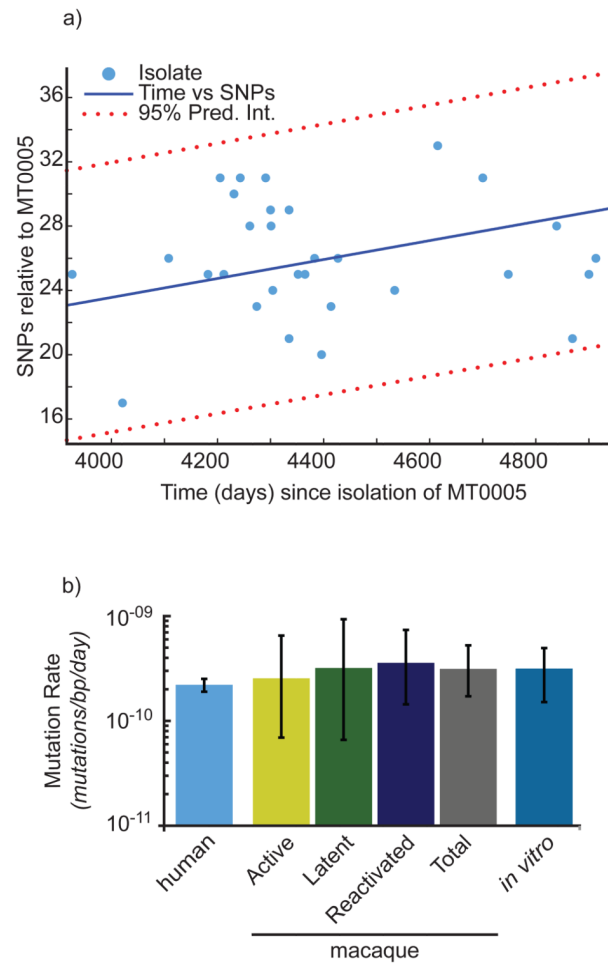 a)
Isolate
Time vs SNPs
95% Pred. Int.
36
32
28
24
20
16
SNPs relative to MT0005
4000 4200 4400 4600 4800
Time (days) since isolation of MT0005
b)
10-09
10-10
10-11
Mutation Rate
(mutations/bp/day)
human Active Latent Reactivated Total in vitro
macaque